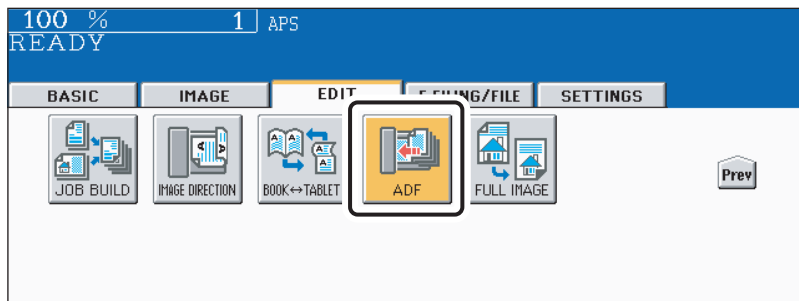 100 % 1 APS
READY
BASIC IMAGE EDIT E-FILING/FILE SETTINGS
JOB BUILD IMAGE DIRECTION BOOK↔TABLET ADF FULL IMAGE Prev